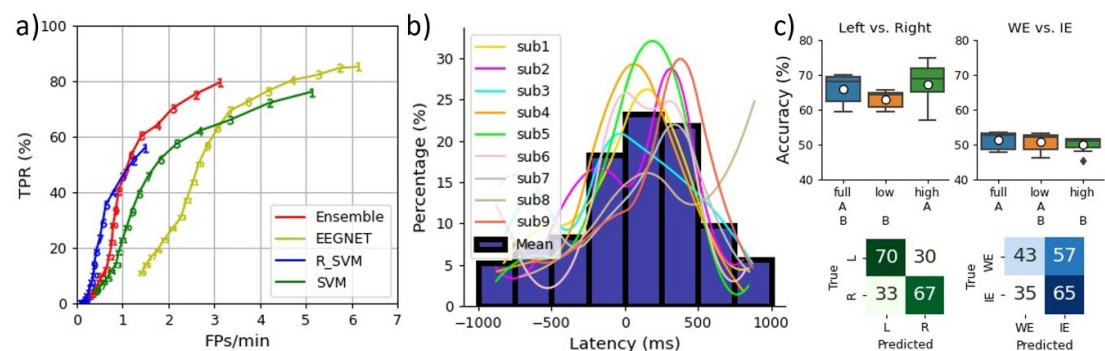 a)
100
80
60
40
20
0
TPR (%)
0 1 2 3 4 5 6 7
FPs/min
Ensemble
EEGNET
R_SVM
SVM
b)
30
25
20
15
10
5
0
Percentage (%)
sub1
sub2
sub3
sub4
sub5
sub6
sub7
sub8
sub9
Mean
−1000 −500 0 500 1000
Latency (ms)
c)
Left vs. Right
80
70
60
50
40
Accuracy (%)
full low high
A A
B B
WE vs. IE
80
70
60
50
40
full low high
A A
B B B
True
L 70 30
R 33 67
L R
Predicted
True
WE 43 57
IE 35 65
WE IE
Predicted